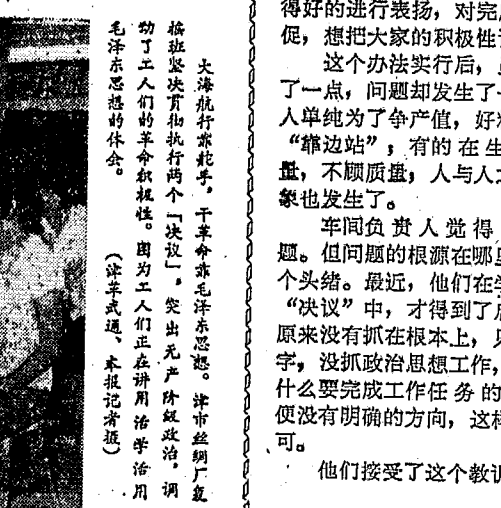 大海航行靠舵手，干革命靠毛泽东思想。津市丝绸厂复
摇班坚决贯彻执行两个「决议」，突出无产阶级政治，调
动了工人们的革命积极性。图为工人们正在讲用活学活用
毛泽东思想的体会。
（津革武通、本报记者摄）
得好的进行表扬，对完
促，想把大家的积极性
这个办法实行后，
了一点，问题却发生了
人单纯为了争产值，好
“靠边站”；有的在生
量，不顾质量；人与人
象也发生了。
车间负责人觉得
题。但问题的根源在哪
个头绪。最近，他们在
“决议”中，才得到了
原来没有抓在根本上，
字，没抓政治思想工作，
什么要完成工作任务的
便没有明确的方向，这样
可。
他们接受了这个教训